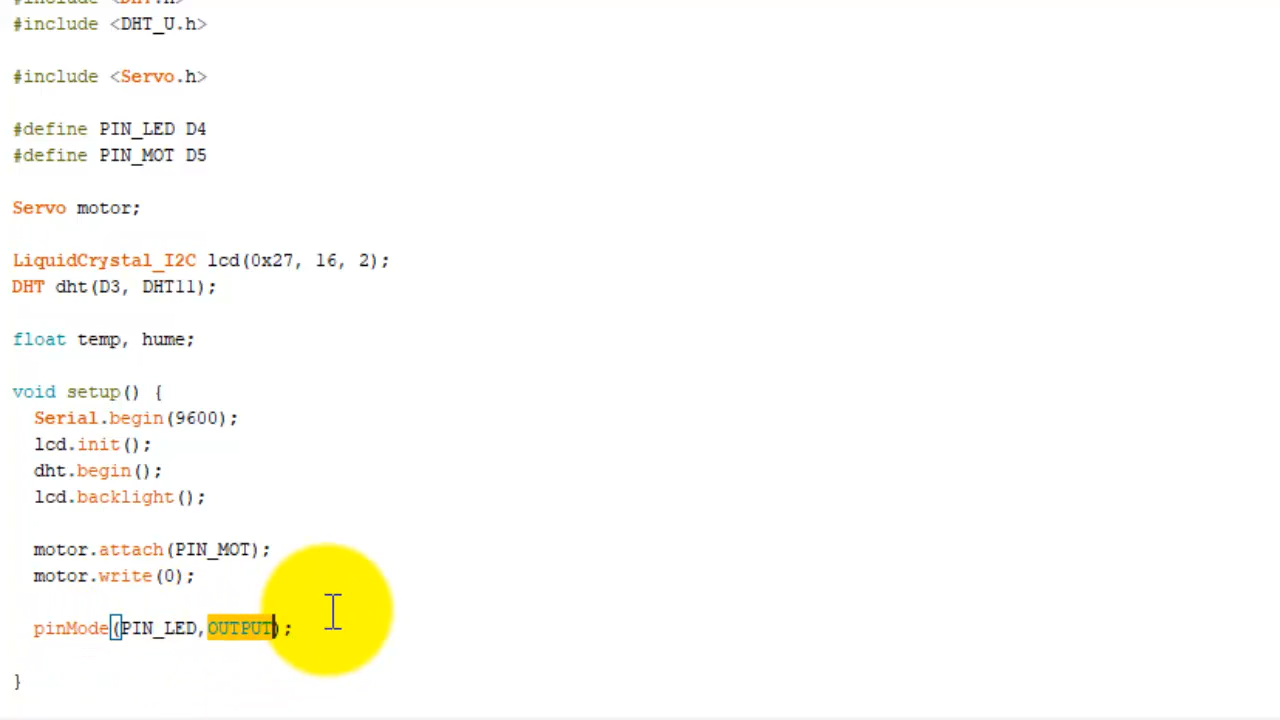 #include <DHT.h>
#include <DHT_U.h>
#include <Servo.h>
#define PIN_LED D4
#define PIN_MOT D5
Servo motor;
LiquidCrystal_I2C lcd(0x27, 16, 2);
DHT dht(D3, DHT11);
float temp, hume;
void setup() {
Serial.begin(9600);
lcd.init();
dht.begin();
lcd.backlight();
motor.attach(PIN_MOT);
motor.write(0);
pinMode(PIN_LED,OUTPUT);
}